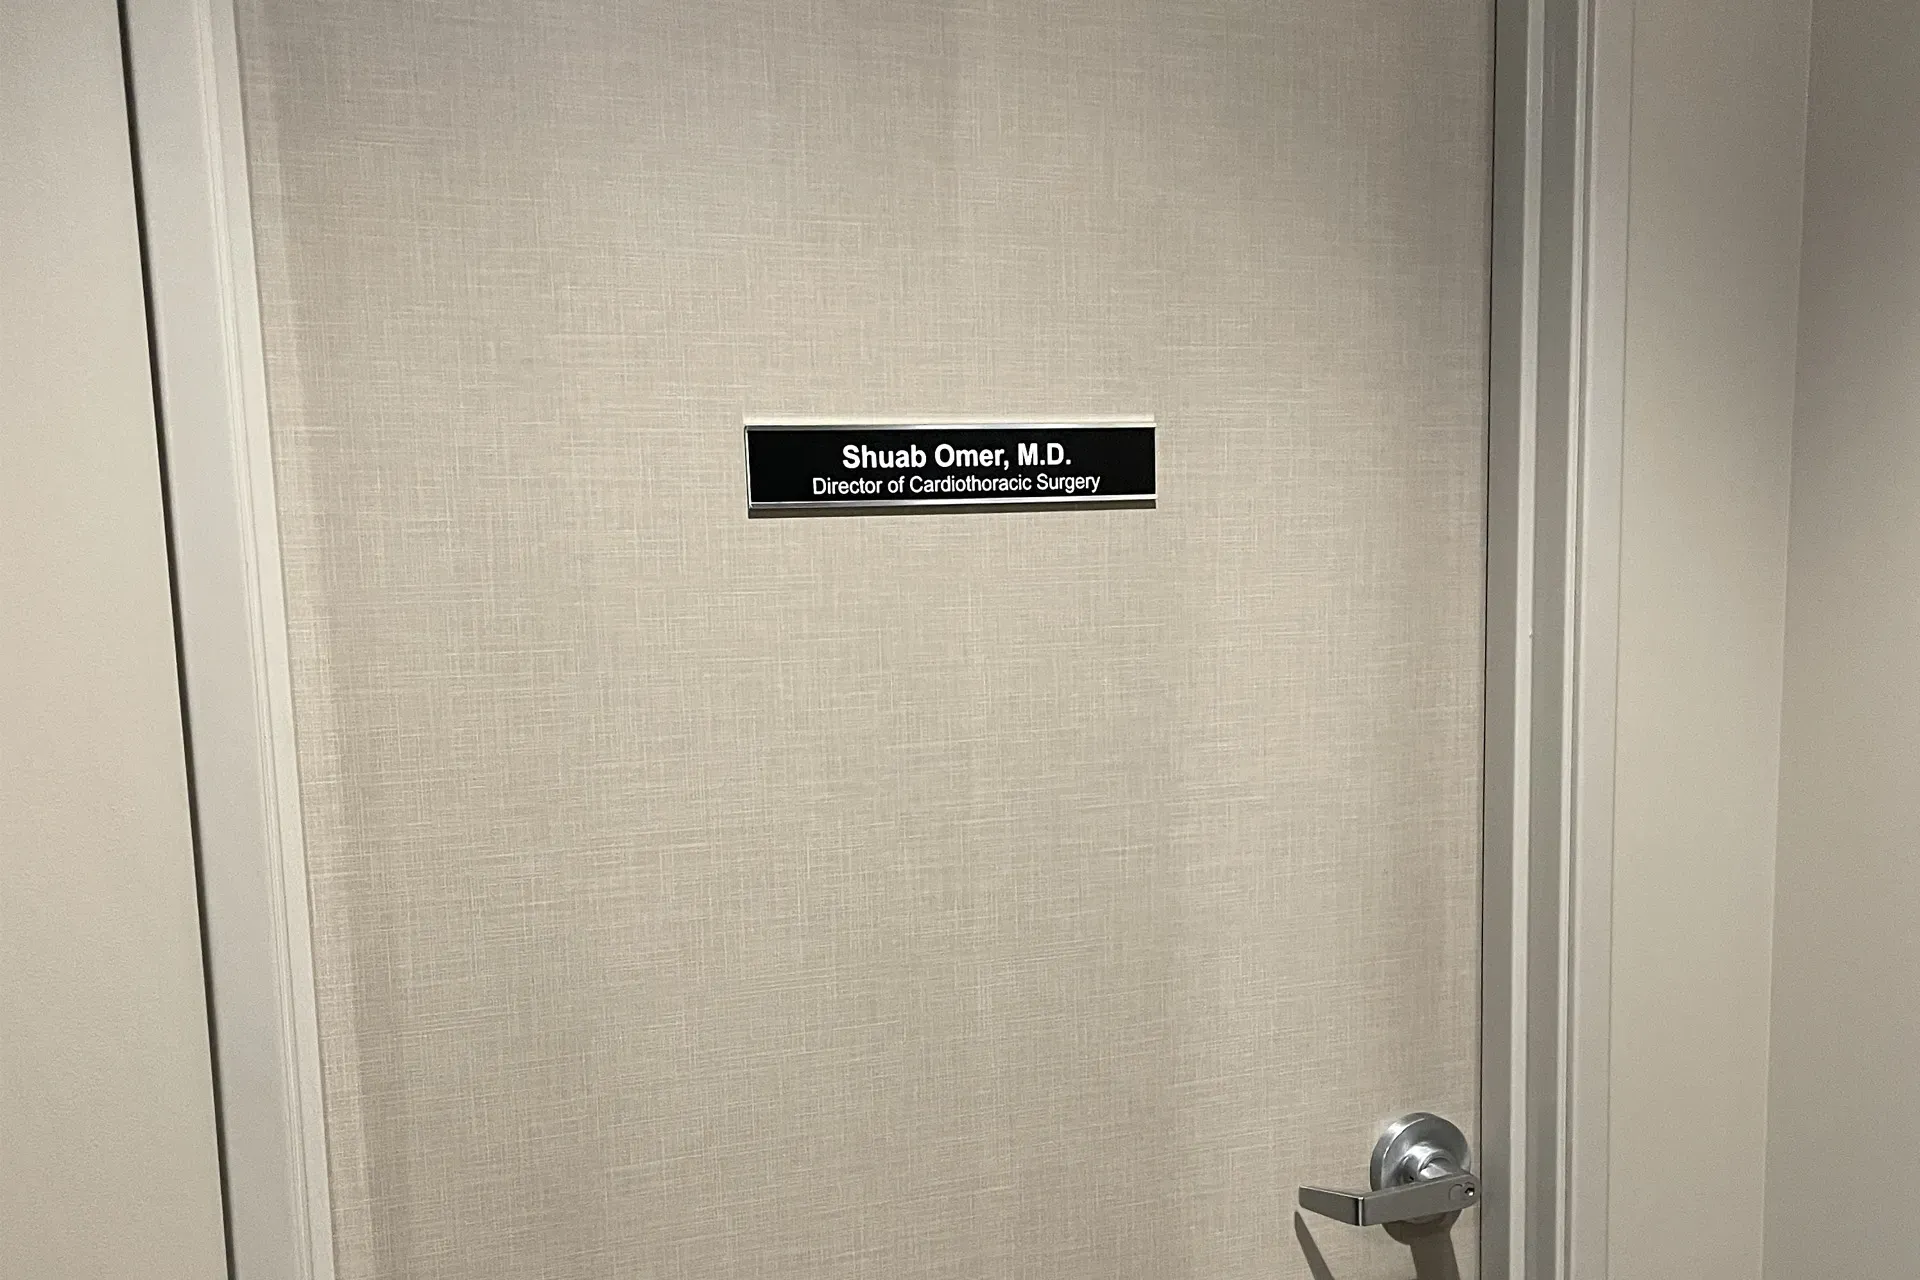 Shuab Omer, M.D.
Director of Cardiothoracic Surgery